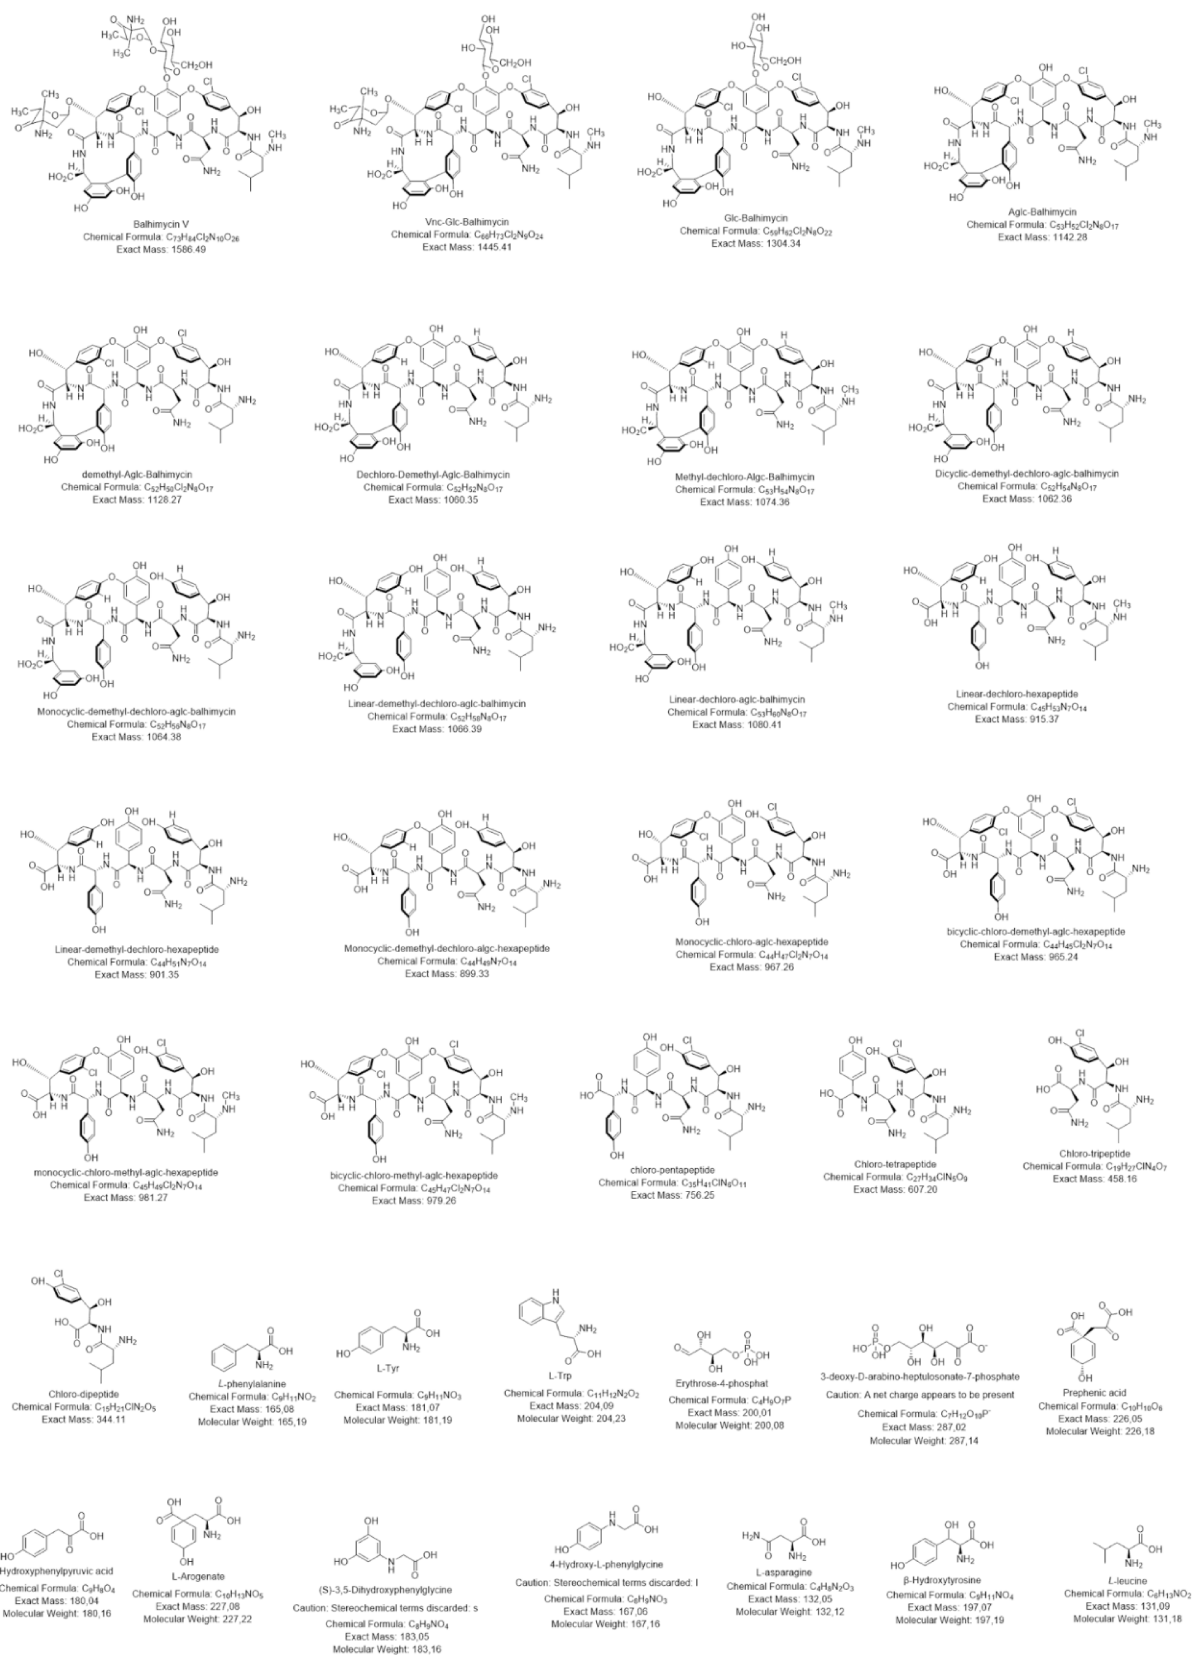 Balhimycin V
Chemical Formula: C73H84Cl2N10O26
Exact Mass: 1586.49
Vnc-Glc-Balhimycin
Chemical Formula: C66H73Cl2N9O24
Exact Mass: 1445.41
Glc-Balhimycin
Chemical Formula: C59H62Cl2N8O22
Exact Mass: 1304.34
Aglc-Balhimycin
Chemical Formula: C53H52Cl2N8O17
Exact Mass: 1142.28
demethyl-Aglc-Balhimycin
Chemical Formula: C52H50Cl2N8O17
Exact Mass: 1128.27
Dechloro-Demethyl-Aglc-Balhimycin
Chemical Formula: C52H52N8O17
Exact Mass: 1060.35
Methyl-dechloro-Algc-Balhimycin
Chemical Formula: C53H54N8O17
Exact Mass: 1074.36
Dicyclic-demethyl-dechloro-aglc-balhimycin
Chemical Formula: C52H54N8O17
Exact Mass: 1062.36
Monocyclic-demethyl-dechloro-aglc-balhimycin
Chemical Formula: C52H56N8O17
Exact Mass: 1064.38
Linear-demethyl-dechloro-aglc-balhimycin
Chemical Formula: C52H58N8O17
Exact Mass: 1066.39
Linear-dechloro-aglc-balhimycin
Chemical Formula: C53H60N8O17
Exact Mass: 1080.41
Linear-dechloro-hexapeptide
Chemical Formula: C45H53N7O14
Exact Mass: 915.37
Linear-demethyl-dechloro-hexapeptide
Chemical Formula: C44H51N7O14
Exact Mass: 901.35
Monocyclic-demethyl-dechloro-algc-hexapeptide
Chemical Formula: C44H49N7O14
Exact Mass: 899.33
Monocyclic-chloro-aglc-hexapeptide
Chemical Formula: C44H47Cl2N7O14
Exact Mass: 967.26
bicyclic-chloro-demethyl-aglc-hexapeptide
Chemical Formula: C44H45Cl2N7O14
Exact Mass: 965.24
monocyclic-chloro-methyl-aglc-hexapeptide
Chemical Formula: C45H49Cl2N7O14
Exact Mass: 981.27
bicyclic-chloro-methyl-aglc-hexapeptide
Chemical Formula: C45H47Cl2N7O14
Exact Mass: 979.26
chloro-pentapeptide
Chemical Formula: C35H41ClN6O11
Exact Mass: 756.25
Chloro-tetrapeptide
Chemical Formula: C27H34ClN5O9
Exact Mass: 607.20
Chloro-tripeptide
Chemical Formula: C19H27ClN4O7
Exact Mass: 458.16
Chloro-dipeptide
Chemical Formula: C15H21ClN2O5
Exact Mass: 344.11
L-phenylalanine
Chemical Formula: C9H11NO2
Exact Mass: 165,08
Molecular Weight: 165,19
L-Tyr
Chemical Formula: C9H11NO3
Exact Mass: 181,07
Molecular Weight: 181,19
L-Trp
Chemical Formula: C11H12N2O2
Exact Mass: 204,09
Molecular Weight: 204,23
Erythrose-4-phosphat
Chemical Formula: C4H9O7P
Exact Mass: 200,01
Molecular Weight: 200,08
3-deoxy-D-arabino-heptulosonate-7-phosphate
Caution: A net charge appears to be present
Chemical Formula: C7H12O10P-
Exact Mass: 287,02
Molecular Weight: 287,14
Prephenic acid
Chemical Formula: C10H10O6
Exact Mass: 226,05
Molecular Weight: 226,18
Hydroxyphenylpyruvic acid
Chemical Formula: C9H8O4
Exact Mass: 180,04
Molecular Weight: 180,16
L-Arogenate
Chemical Formula: C10H13NO5
Exact Mass: 227,08
Molecular Weight: 227,22
(S)-3,5-Dihydroxyphenylglycine
Caution: Stereochemical terms discarded: s
Chemical Formula: C8H9NO4
Exact Mass: 183,05
Molecular Weight: 183,16
4-Hydroxy-L-phenylglycine
Caution: Stereochemical terms discarded: l
Chemical Formula: C8H9NO3
Exact Mass: 167,06
Molecular Weight: 167,16
L-asparagine
Chemical Formula: C4H8N2O3
Exact Mass: 132,05
Molecular Weight: 132,12
β-Hydroxytyrosine
Chemical Formula: C9H11NO4
Exact Mass: 197,07
Molecular Weight: 197,19
L-leucine
Chemical Formula: C6H13NO2
Exact Mass: 131,09
Molecular Weight: 131,18